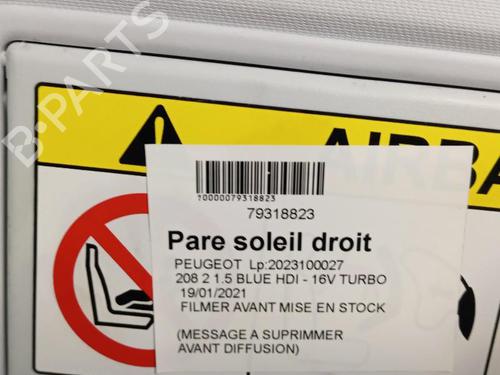 B-PARTS
AIRBA
10000079318823
79318823
Pare soleil droit
PEUGEOT Lp:2023100027
208 2 1.5 BLUE HDI - 16V TURBO
19/01/2021
FILMER AVANT MISE EN STOCK
(MESSAGE A SUPRIMMER
AVANT DIFFUSION)